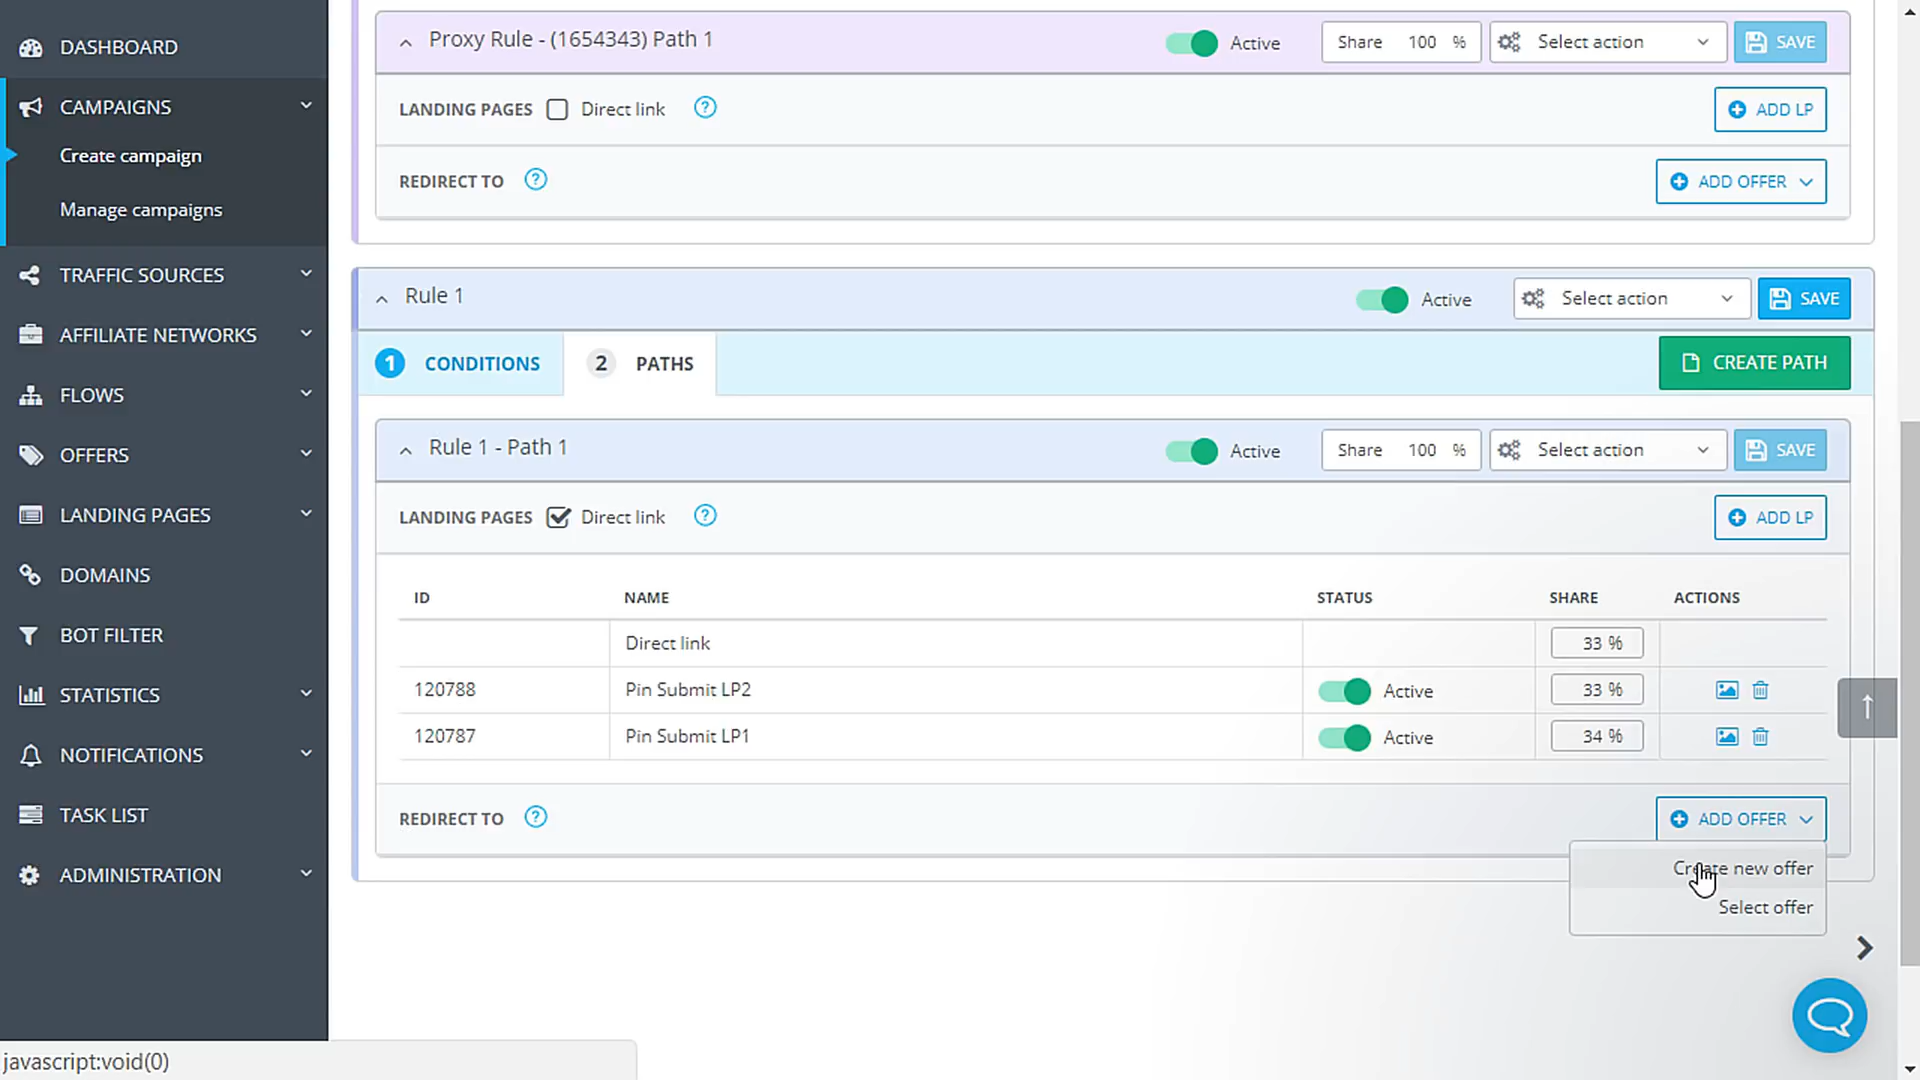 DASHBOARD
CAMPAIGNS
Create campaign
Manage campaigns
TRAFFIC SOURCES
AFFILIATE NETWORKS
FLOWS
OFFERS
LANDING PAGES
DOMAINS
BOT FILTER
STATISTICS
NOTIFICATIONS
TASK LIST
ADMINISTRATION
javascript:void(0)
Proxy Rule - (1654343) Path 1 Active Share 100 % Select action SAVE
LANDING PAGES Direct link ? ADD LP
REDIRECT TO ? ADD OFFER
Rule 1 Active Select action SAVE
1 CONDITIONS 2 PATHS CREATE PATH
Rule 1 - Path 1 Active Share 100 % Select action SAVE
LANDING PAGES Direct link ? ADD LP
ID NAME STATUS SHARE ACTIONS
Direct link 33 %
120788 Pin Submit LP2 Active 33 %
120787 Pin Submit LP1 Active 34 %
REDIRECT TO ? ADD OFFER
Create new offer
Select offer